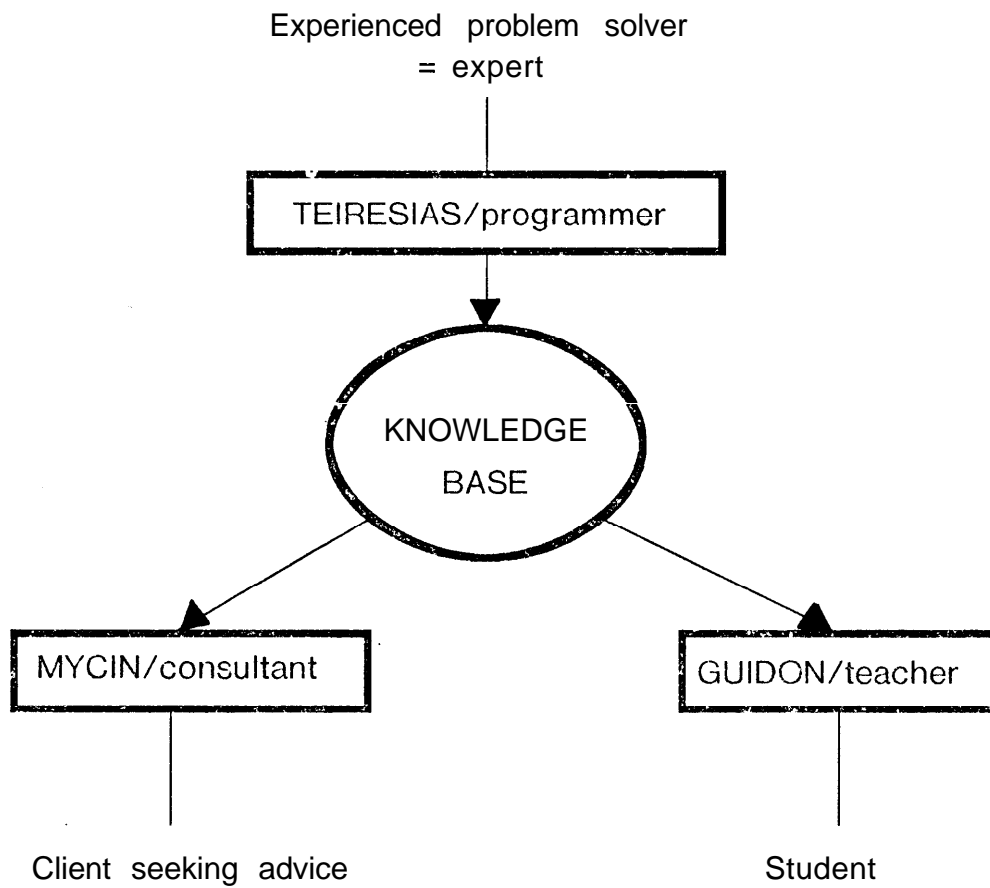 Experienced problem solver
= expert
TEIRESIAS/programmer
KNOWLEDGE
BASE
MYCIN/consultant
GUIDON/teacher
Client seeking advice
Student